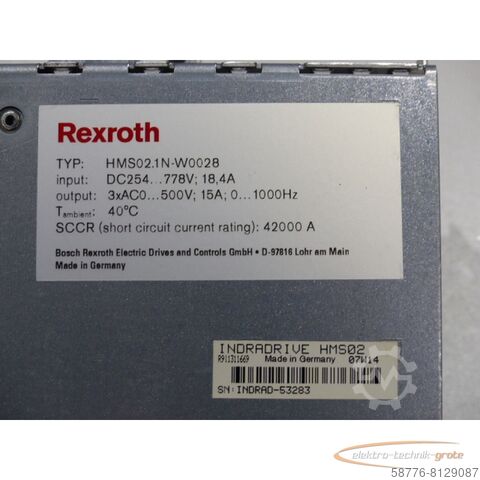 Rexroth
TYP: HMS02.1N-W0028
input: DC254...778V; 18,4A
output: 3xAC0...500V; 15A; 0...1000Hz
Tambient: 40°C
SCCR (short circuit current rating): 42000 A
Bosch Rexroth Electric Drives and Controls GmbH • D-97816 Lohr am Main
Made in Germany
INDRADRIVE HMS02
R911311669 Made in Germany 07W14
SN:INDRAD-53283
elektro-technik-grote
58776-8129087